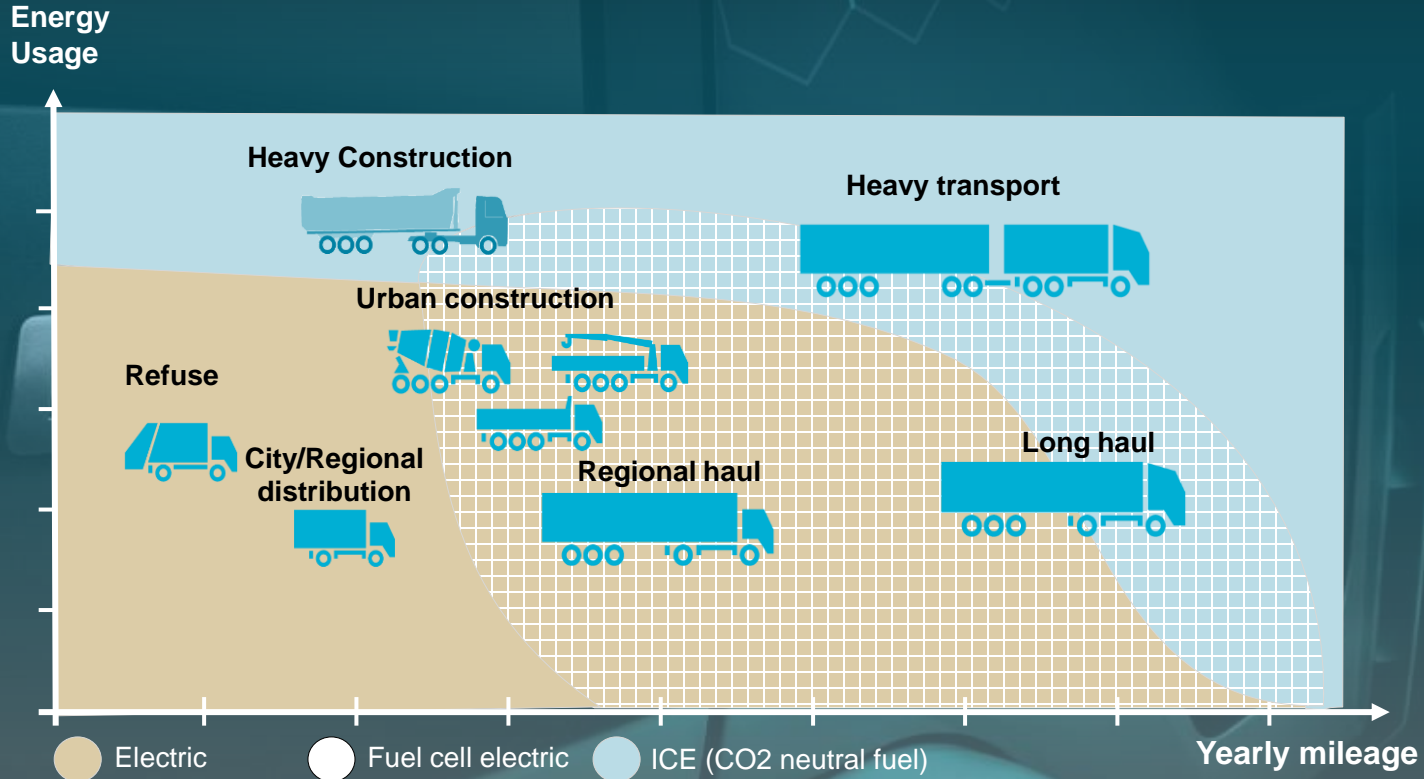 Energy
Usage
Heavy Construction
Heavy transport
Urban construction
Refuse
City/Regional
distribution
Regional haul
Long haul
Electric
Fuel cell electric
ICE (CO2 neutral fuel)
Yearly mileage